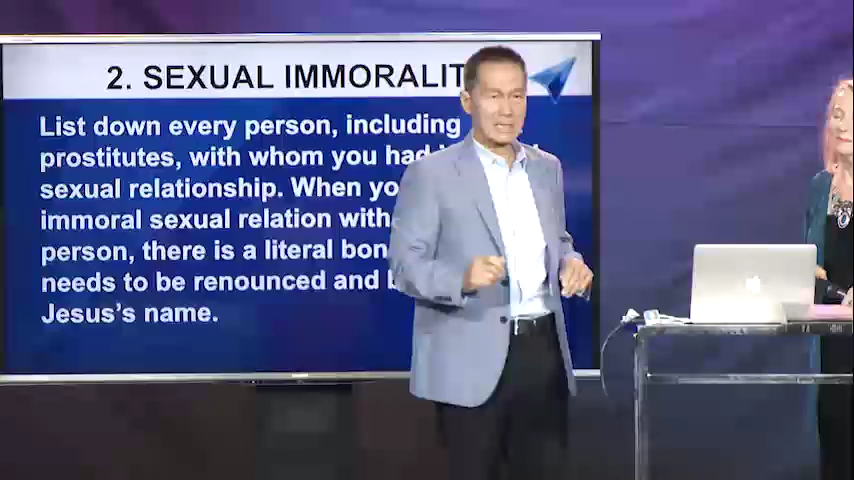 2. SEXUAL IMMORALIT
List down every person, including
prostitutes, with whom you had
sexual relationship. When yo
immoral sexual relation with
person, there is a literal bon
needs to be renounced and
Jesus's name.